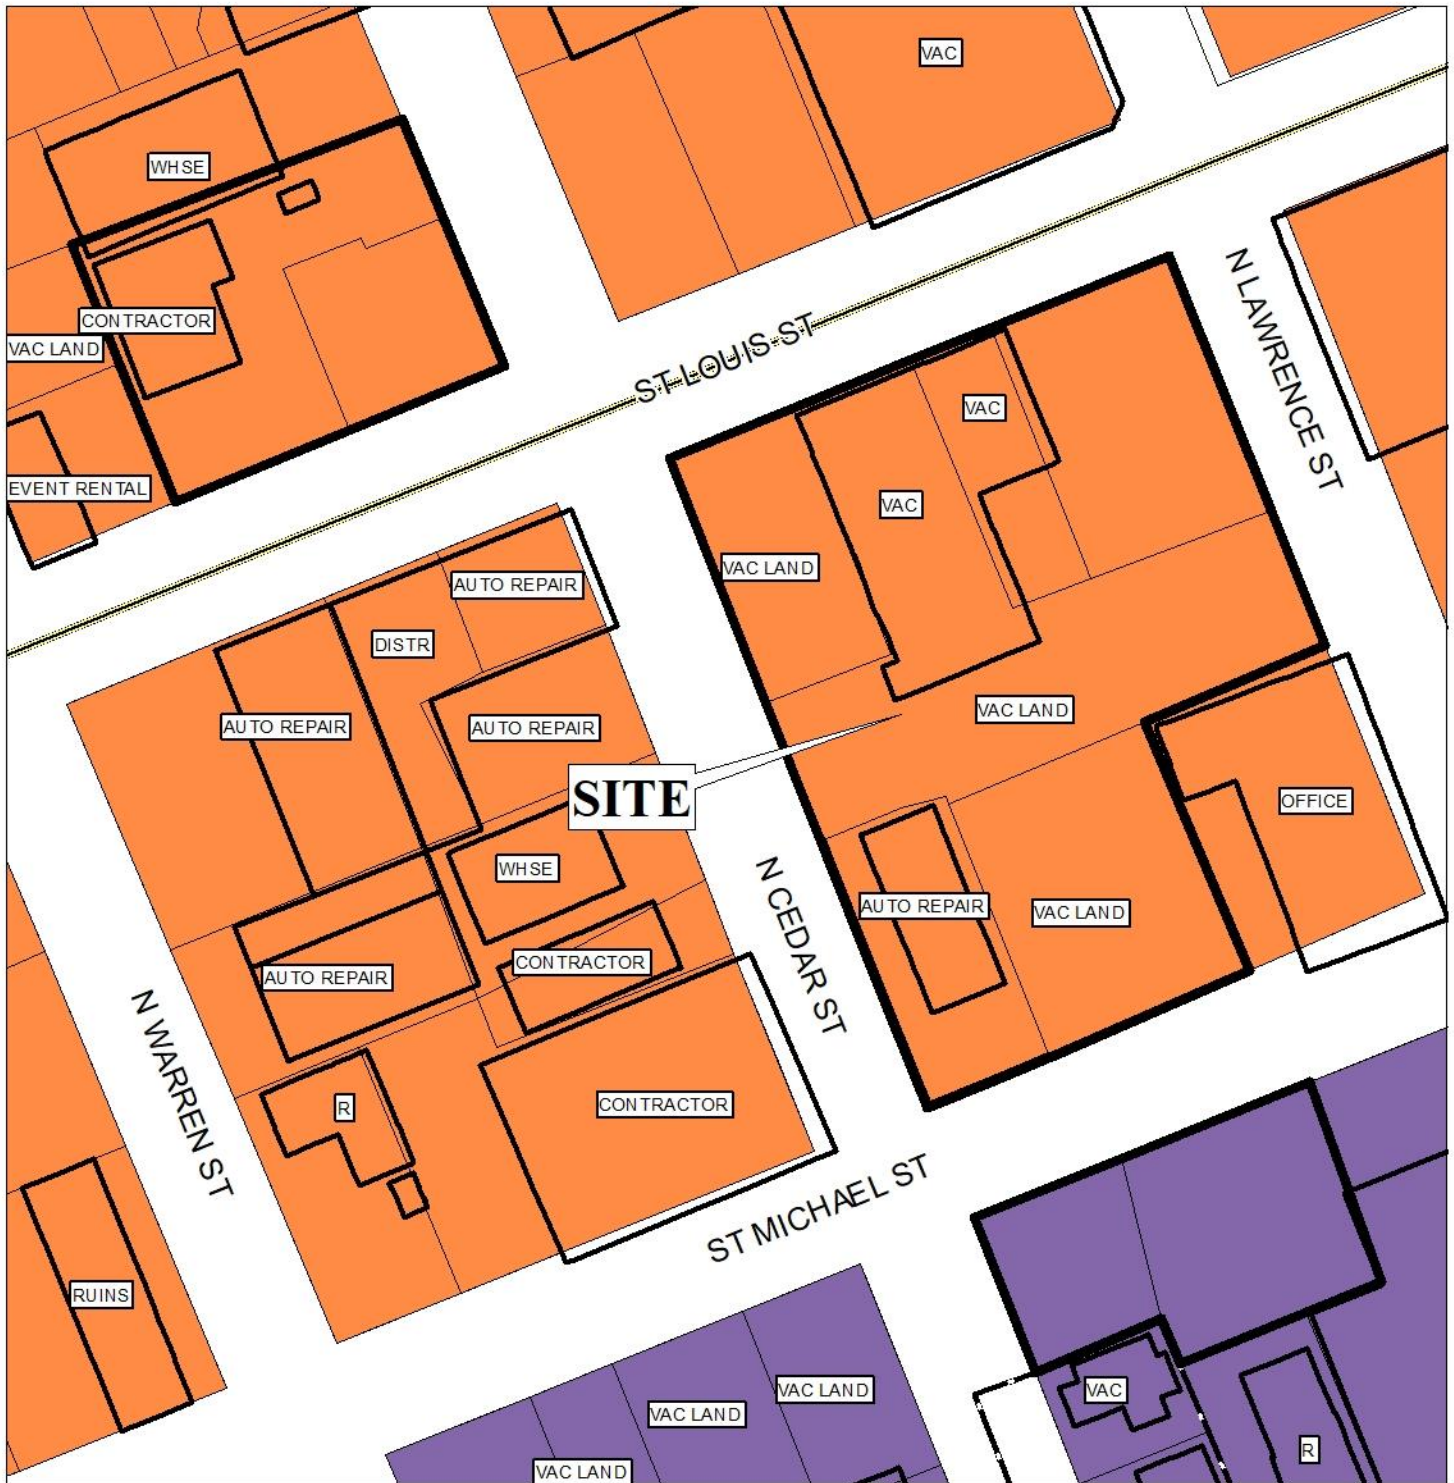 VAC
WHSE
CONTRACTOR
VAC LAND
EVENT RENTAL
ST LOUIS ST
N LAWRENCE ST
VAC
VAC
VAC LAND
AUTO REPAIR
DISTR
AUTO REPAIR
AUTO REPAIR
VAC LAND
SITE
OFFICE
WHSE
AUTO REPAIR
VAC LAND
N CEDAR ST
CONTRACTOR
AUTO REPAIR
N WARREN ST
R
CONTRACTOR
ST MICHAEL ST
RUINS
VAC LAND
VAC
VAC LAND
R
VAC LAND